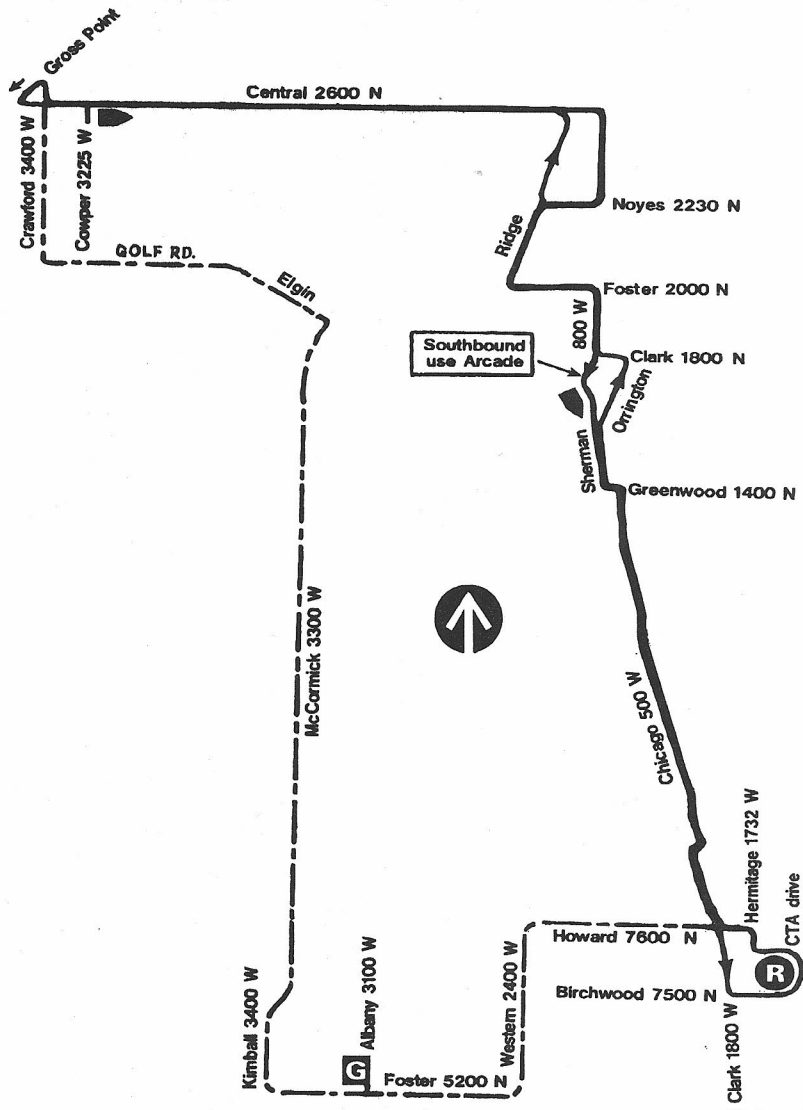 Gross Point
Central 2600 N
Crawford 3400 W
Cowper 3225 W
GOLF RD.
Elgin
Ridge
Noyes 2230 N
Foster 2000 N
800 W
Southbound
use Arcade
Clark 1800 N
Orrington
Sherman
Greenwood 1400 N
McCormick 3300 W
Chicago 500 W
Hermitage 1732 W
CTA drive
Howard 7600 N
R
Birchwood 7500 N
Clark 1800 W
Western 2400 W
Kimball 3400 W
Albany 3100 W
G
Foster 5200 N